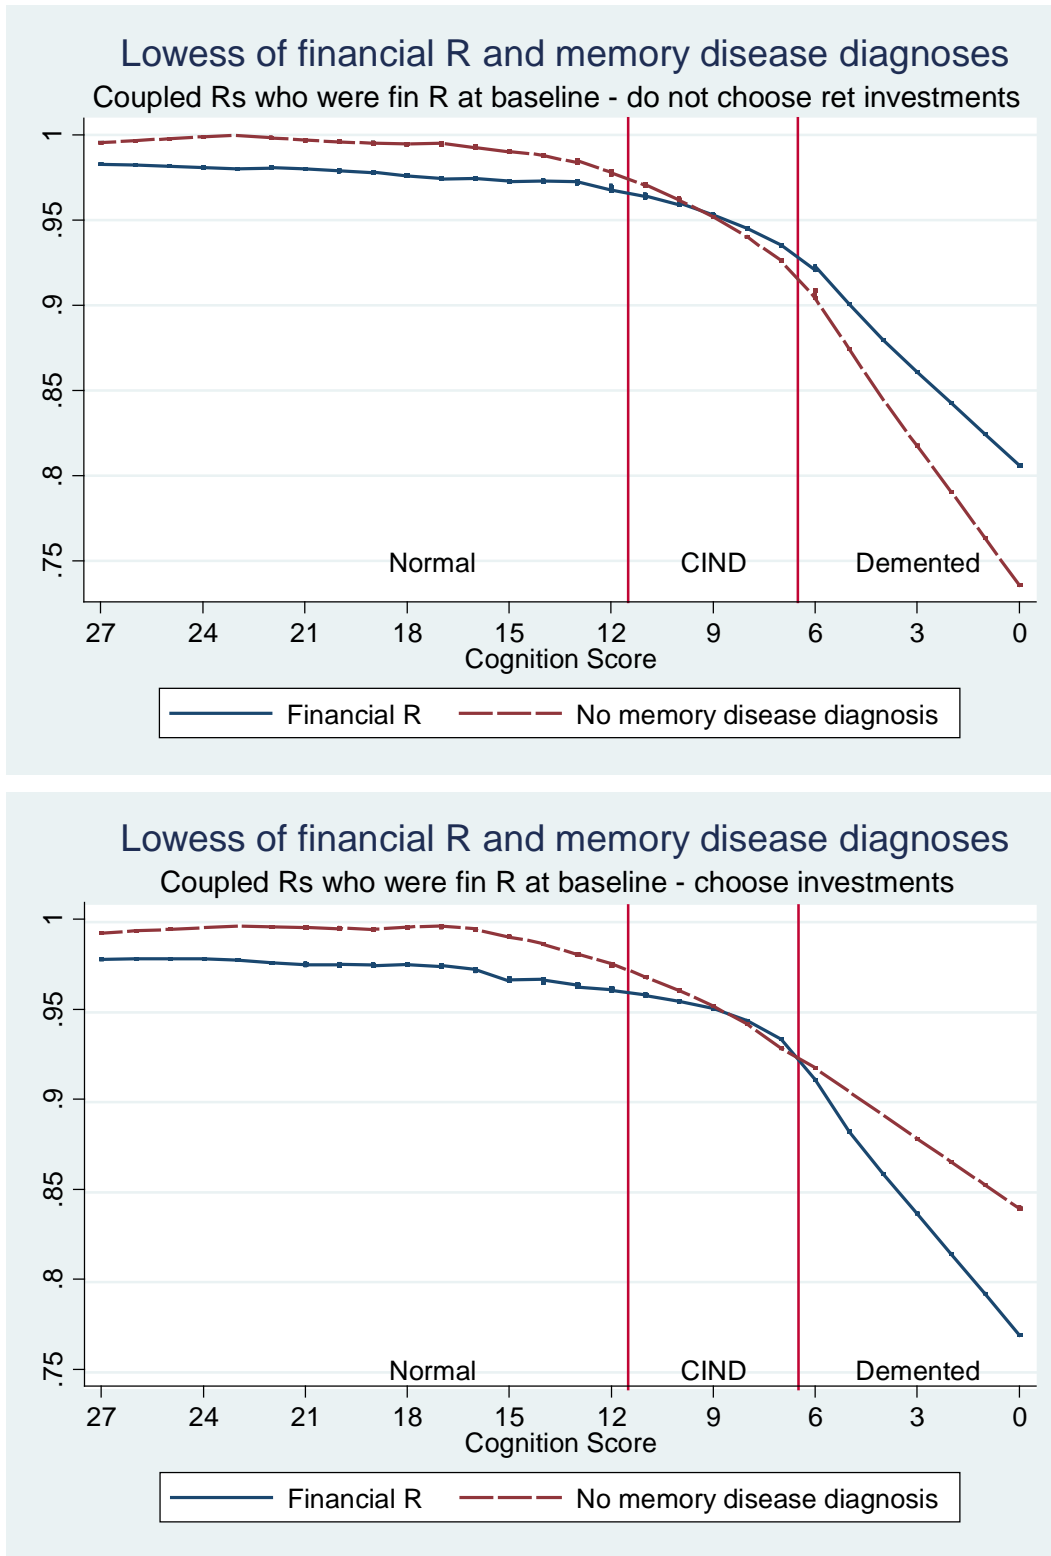 Lowess of financial R and memory disease diagnoses
Coupled Rs who were fin R at baseline - do not choose ret investments
1
.95
.9
.85
.8
.75
Normal CIND Demented
27 24 21 18 15 12 9 6 3 0
Cognition Score
Financial R No memory disease diagnosis
Lowess of financial R and memory disease diagnoses
Coupled Rs who were fin R at baseline - choose investments
1
.95
.9
.85
.8
.75
Normal CIND Demented
27 24 21 18 15 12 9 6 3 0
Cognition Score
Financial R No memory disease diagnosis